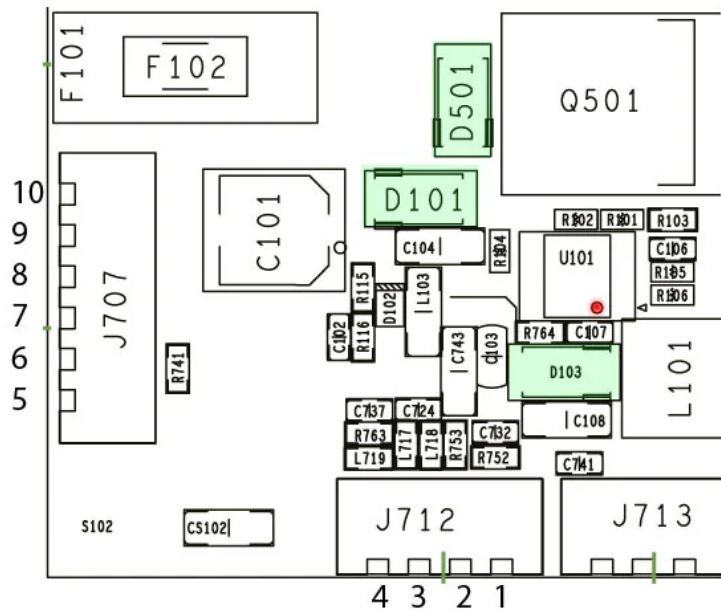 F101
F102
D501
Q501
D101
C101
10
9
8
7
6
5
J707
C104
R104
R102
R101
R103
U101
C106
R105
R106
R115
D102
L103
C102
R116
R741
C743
C103
R764
C107
D103
L101
C737
C724
R763
L717
L718
R753
C732
L719
R752
C108
C741
S102
CS102
J712
J713
4 3 2 1